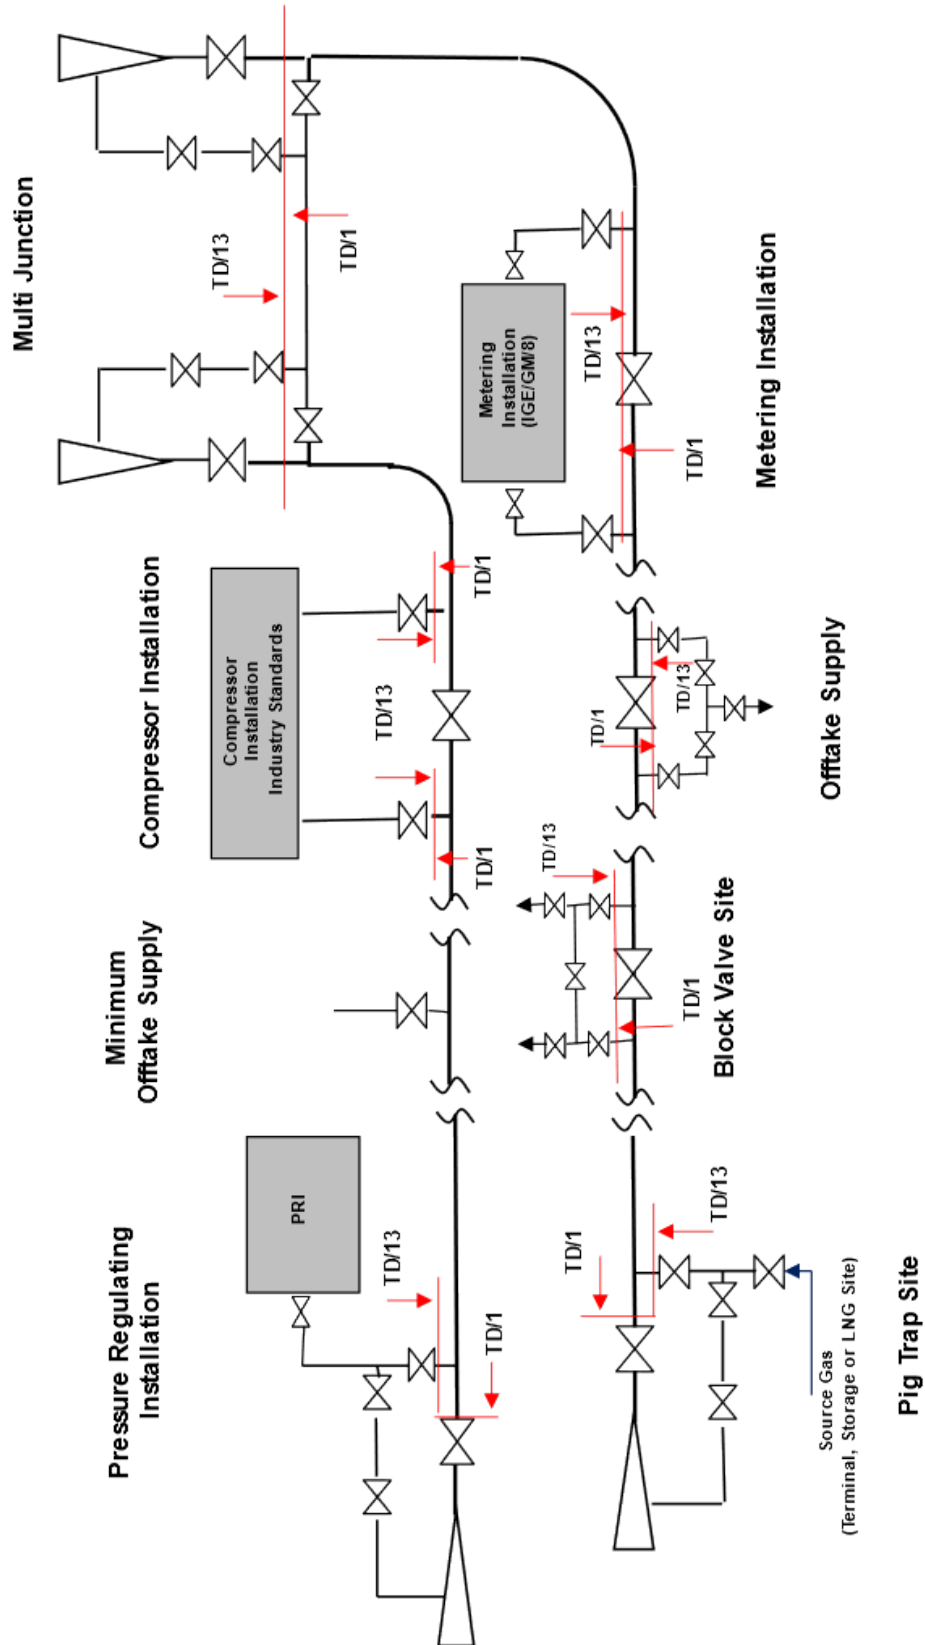 Pressure Regulating
Installation
PRI
TD/13
TD/1
Minimum
Offtake Supply
Compressor Installation
Compressor
Installation
Industry Standards
TD/13
TD/1
TD/1
Multi Junction
TD/13
TD/1
TD/1
TD/13
Source Gas
(Terminal, Storage or LNG Site)
Pig Trap Site
TD/13
TD/1
Block Valve Site
TD/1
TD/13
Offtake Supply
Metering
Installation
(IGE/GM/8)
TD/13
TD/1
Metering Installation